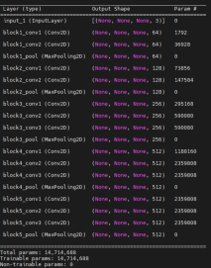 Layer (type) Output Shape Param #
input_1 (InputLayer) [(None, None, None, 3)] 0
block1_conv1 (Conv2D) (None, None, None, 64) 1792
block1_conv2 (Conv2D) (None, None, None, 64) 36928
block1_pool (MaxPooling2D) (None, None, None, 64) 0
block2_conv1 (Conv2D) (None, None, None, 128) 73856
block2_conv2 (Conv2D) (None, None, None, 128) 147584
block2_pool (MaxPooling2D) (None, None, None, 128) 0
block3_conv1 (Conv2D) (None, None, None, 256) 295168
block3_conv2 (Conv2D) (None, None, None, 256) 590080
block3_conv3 (Conv2D) (None, None, None, 256) 590080
block3_pool (MaxPooling2D) (None, None, None, 256) 0
block4_conv1 (Conv2D) (None, None, None, 512) 1180160
block4_conv2 (Conv2D) (None, None, None, 512) 2359808
block4_conv3 (Conv2D) (None, None, None, 512) 2359808
block4_pool (MaxPooling2D) (None, None, None, 512) 0
block5_conv1 (Conv2D) (None, None, None, 512) 2359808
block5_conv2 (Conv2D) (None, None, None, 512) 2359808
block5_conv3 (Conv2D) (None, None, None, 512) 2359808
block5_pool (MaxPooling2D) (None, None, None, 512) 0
Total params: 14,714,688
Trainable params: 14,714,688
Non-trainable params: 0